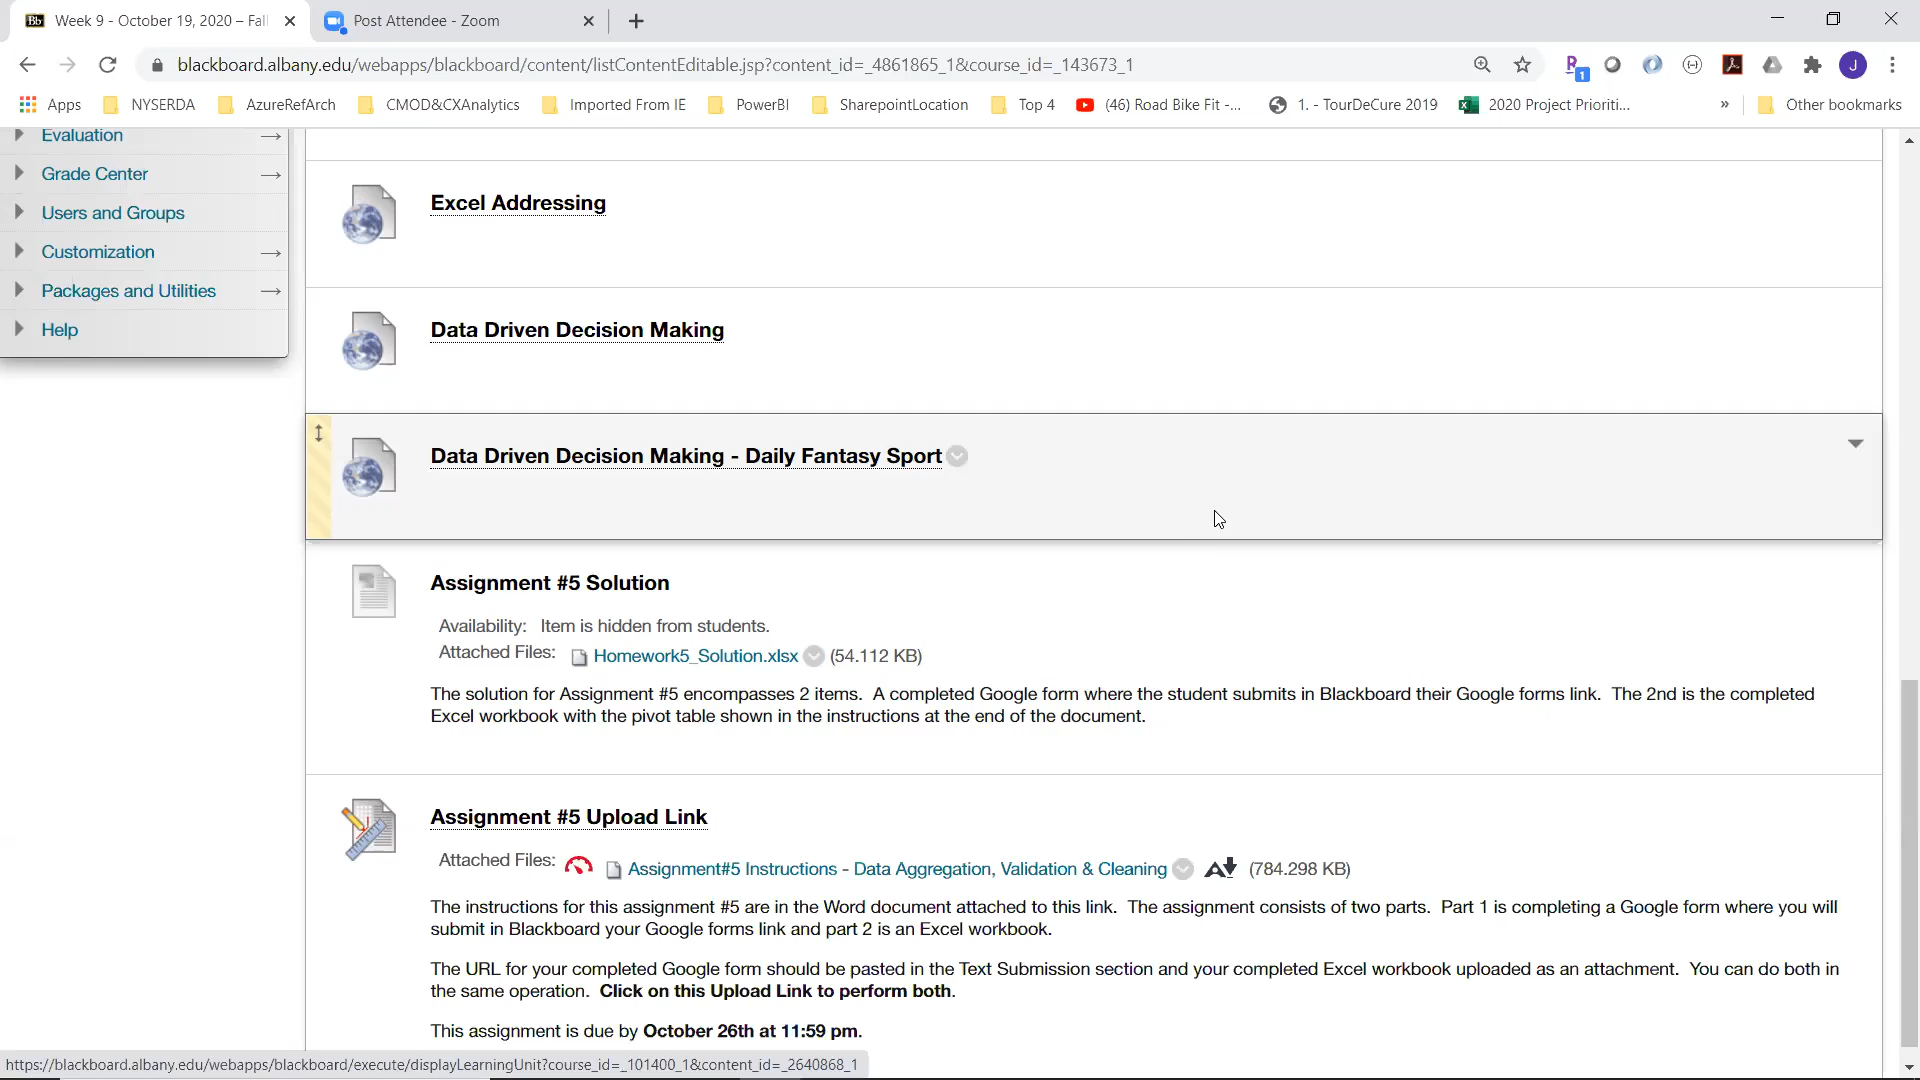 Bb Week 9 - October 19, 2020 – Fall
Post Attendee - Zoom
blackboard.albany.edu/webapps/blackboard/content/listContentEditable.jsp?content_id=_4861865_1&course_id=_143673_1
1
J
Apps NYSERDA AzureRefArch CMOD&CXAnalytics Imported From IE PowerBI SharepointLocation Top 4 (46) Road Bike Fit -... 1. - TourDeCure 2019 2020 Project Prioriti... » Other bookmarks
Evaluation
Grade Center
Users and Groups
Customization
Packages and Utilities
Help
Excel Addressing
Data Driven Decision Making
Data Driven Decision Making - Daily Fantasy Sport
Assignment #5 Solution
Availability: Item is hidden from students.
Attached Files: Homework5_Solution.xlsx (54.112 KB)
The solution for Assignment #5 encompasses 2 items. A completed Google form where the student submits in Blackboard their Google forms link. The 2nd is the completed
Excel workbook with the pivot table shown in the instructions at the end of the document.
Assignment #5 Upload Link
Attached Files: Assignment#5 Instructions - Data Aggregation, Validation & Cleaning (784.298 KB)
The instructions for this assignment #5 are in the Word document attached to this link. The assignment consists of two parts. Part 1 is completing a Google form where you will
submit in Blackboard your Google forms link and part 2 is an Excel workbook.
The URL for your completed Google form should be pasted in the Text Submission section and your completed Excel workbook uploaded as an attachment. You can do both in
the same operation. Click on this Upload Link to perform both.
This assignment is due by October 26th at 11:59 pm.
https://blackboard.albany.edu/webapps/blackboard/execute/displayLearningUnit?course_id=_101400_1&content_id=_2640868_1